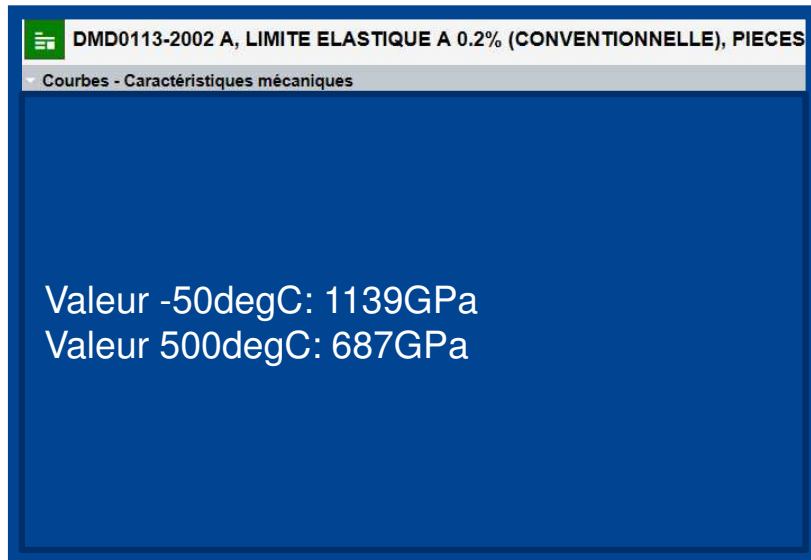 DMD0113-2002 A, LIMITE ELASTIQUE A 0.2% (CONVENTIONNELLE), PIECES
Courbes - Caractéristiques mécaniques
Valeur -50degC: 1139GPa
Valeur 500degC: 687GPa